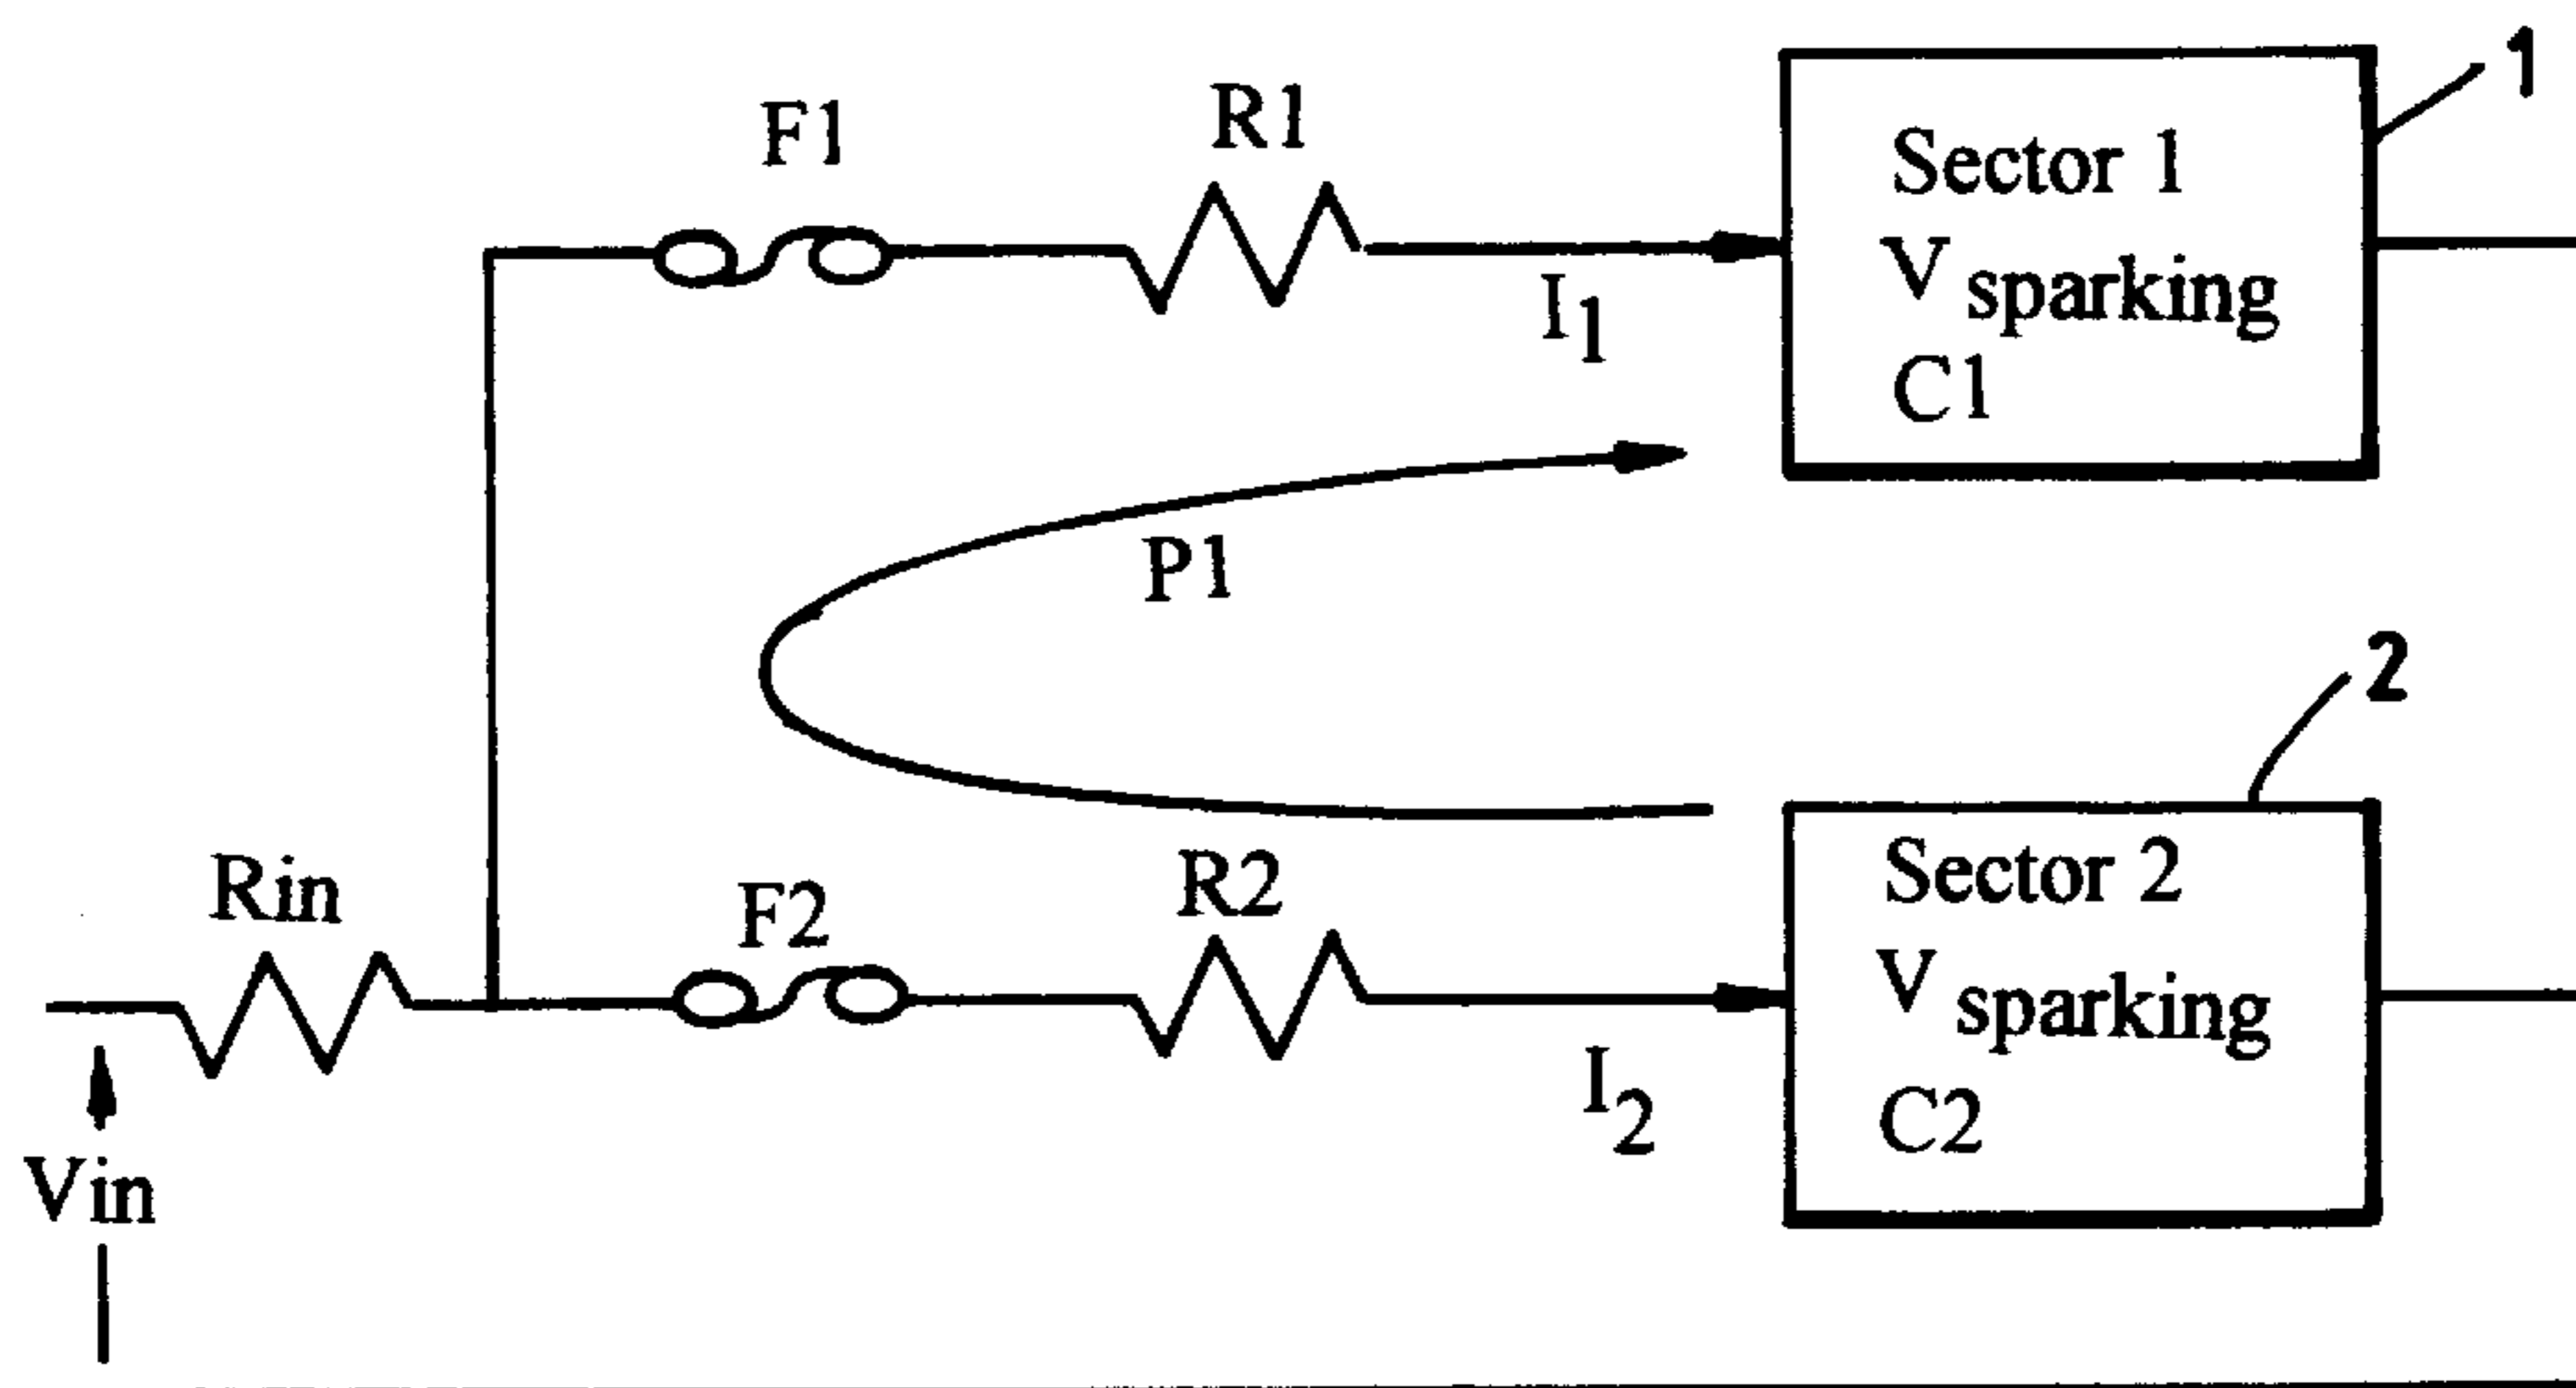 F1
R1
1
Sector 1
V sparking
C1
I1
P1
2
Rin
F2
R2
Sector 2
V sparking
C2
I2
Vin